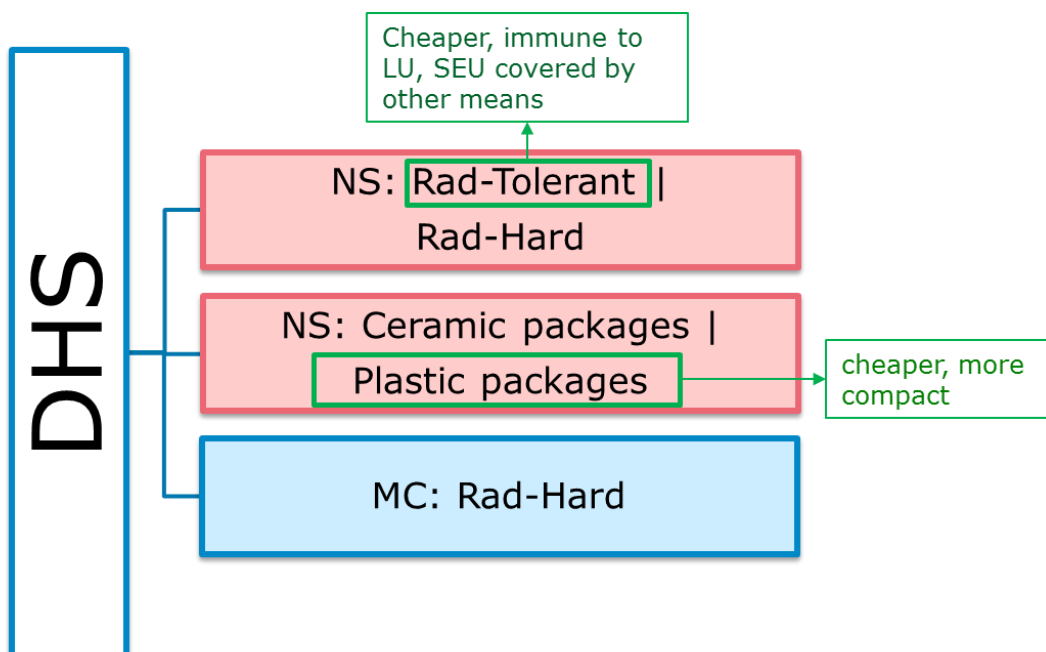 Cheaper, immune to
LU, SEU covered by
other means
DHS
NS: Rad-Tolerant |
Rad-Hard
NS: Ceramic packages |
Plastic packages
cheaper, more
compact
MC: Rad-Hard